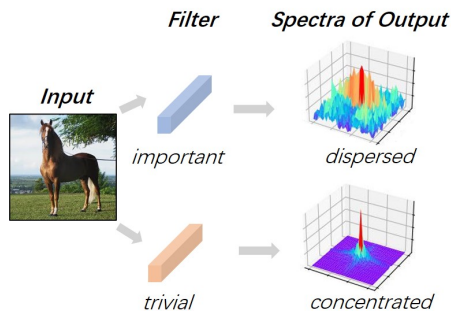 Filter
Spectra of Output
Input
important
dispersed
trivial
concentrated